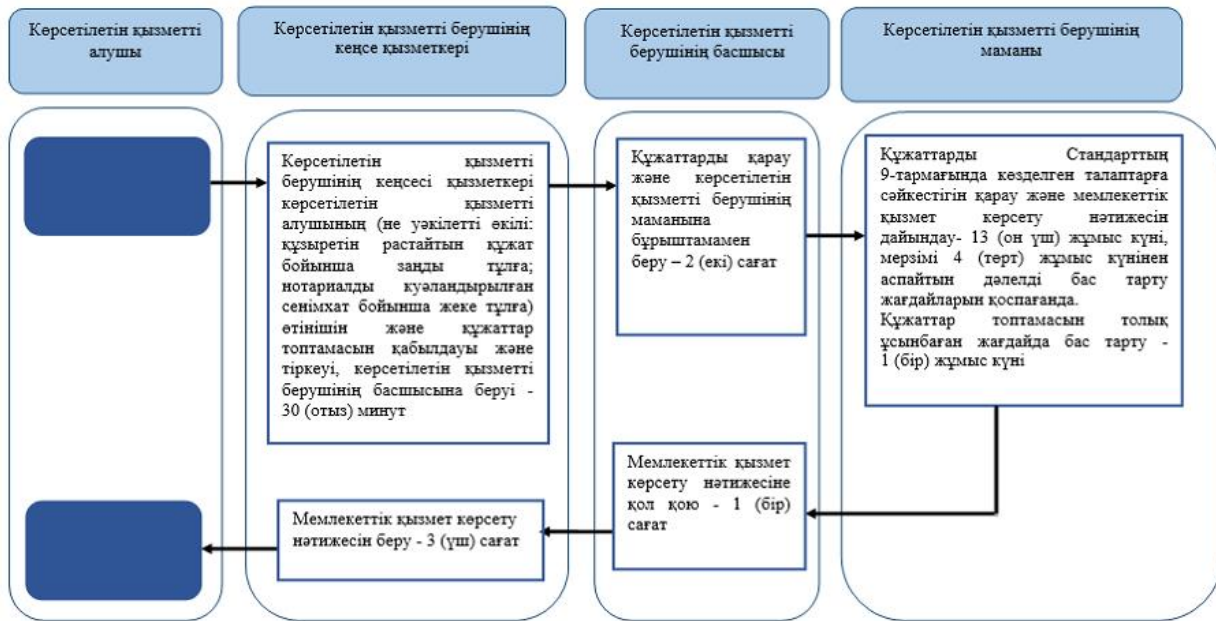 Көрсетілетін қызметті
алушы
Көрсетілетін қызметті берушінің
кеңсе қызметкері
Көрсетілетін қызметті
берушінің басшысы
Көрсетілетін қызметті берушінің
маманы
Көрсетілетін қызметті
берушінің кеңсесі қызметкері
көрсетілетін қызметті
алушының (не уәкілетті өкілі:
құзыретін растайтын құжат
бойынша заңды тұлға;
нотариалды куәландырылған
сенімхат бойынша жеке тұлға)
өтінішін және құжаттар
топтамасын қабылдауы және
тіркеуі, көрсетілетін қызметті
берушінің басшысына беруі -
30 (отыз) минут
Құжаттарды қарау
және көрсетілетін
қызметті берушінің
маманына
бұрыштамамен
беру – 2 (екі) сағат
Құжаттарды Стандарттың
9-тармағында көзделген талаптарға
сәйкестігін қарау және мемлекеттік
қызмет көрсету нәтижесін
дайындау- 13 (он үш) жұмыс күні,
мерзімі 4 (төрт) жұмыс күнінен
аспайтын дәлелді бас тарту
жағдайларын қоспағанда.
Құжаттар топтамасын толық
ұсынбаған жағдайда бас тарту -
1 (бір) жұмыс күні
Мемлекеттік қызмет
көрсету нәтижесіне
қол қою - 1 (бір)
сағат
Мемлекеттік қызмет көрсету
нәтижесін беру - 3 (үш) сағат